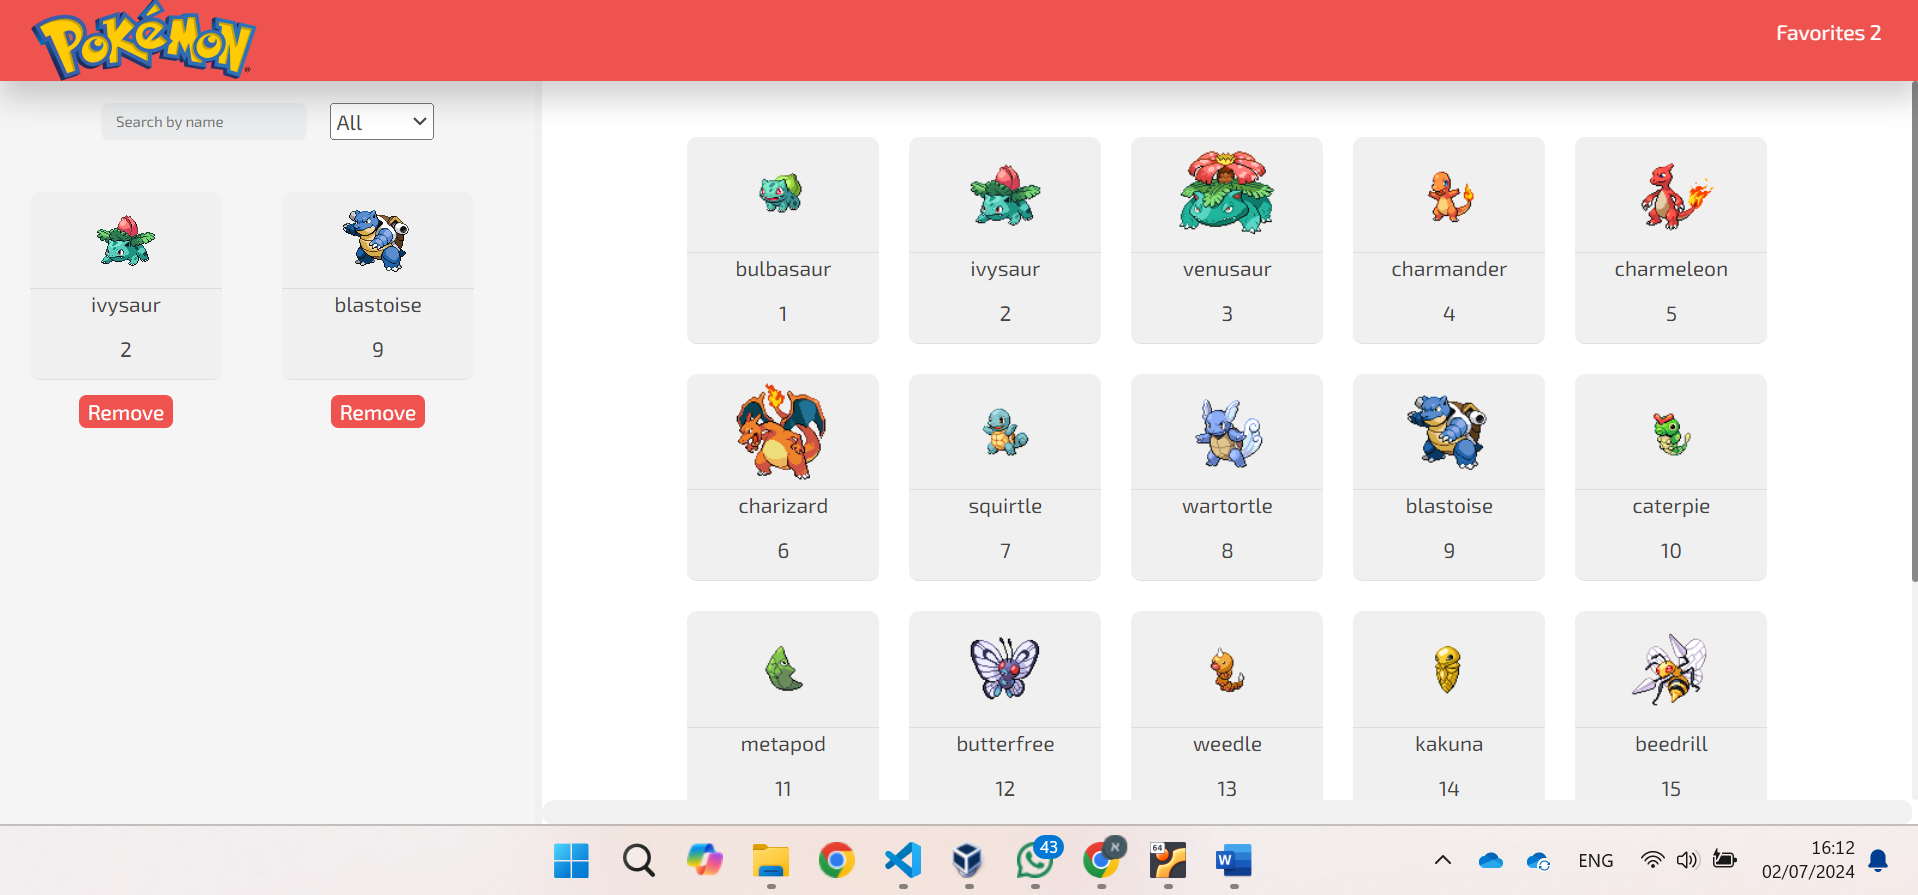 POKéMON
Favorites 2
Search by name
All
ivysaur
2
Remove
blastoise
9
Remove
bulbasaur
1
ivysaur
2
venusaur
3
charmander
4
charmeleon
5
charizard
6
squirtle
7
wartortle
8
blastoise
9
caterpie
10
metapod
11
butterfree
12
weedle
13
kakuna
14
beedrill
15
43
N
64
W
ENG
16:12
02/07/2024